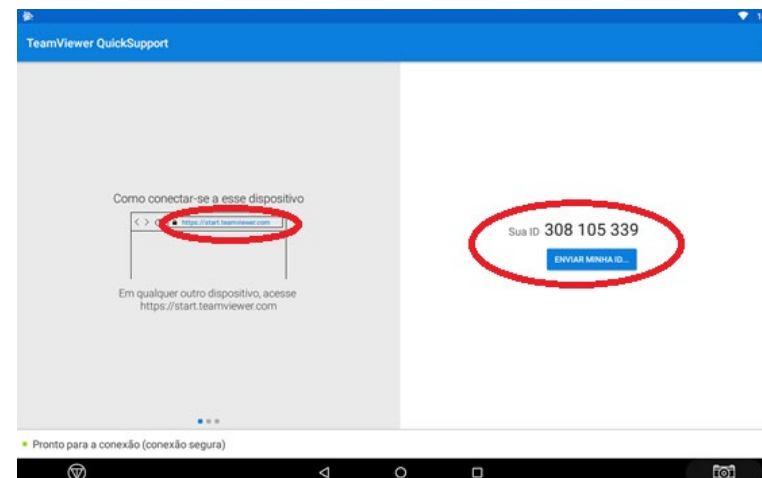 TeamViewer QuickSupport
Como conectar-se a esse dispositivo
https://start.teamviewer.com
Em qualquer outro dispositivo, acesse
https://start.teamviewer.com
Sua ID 308 105 339
ENVIAR MINHA ID...
Pronto para a conexão (conexão segura)